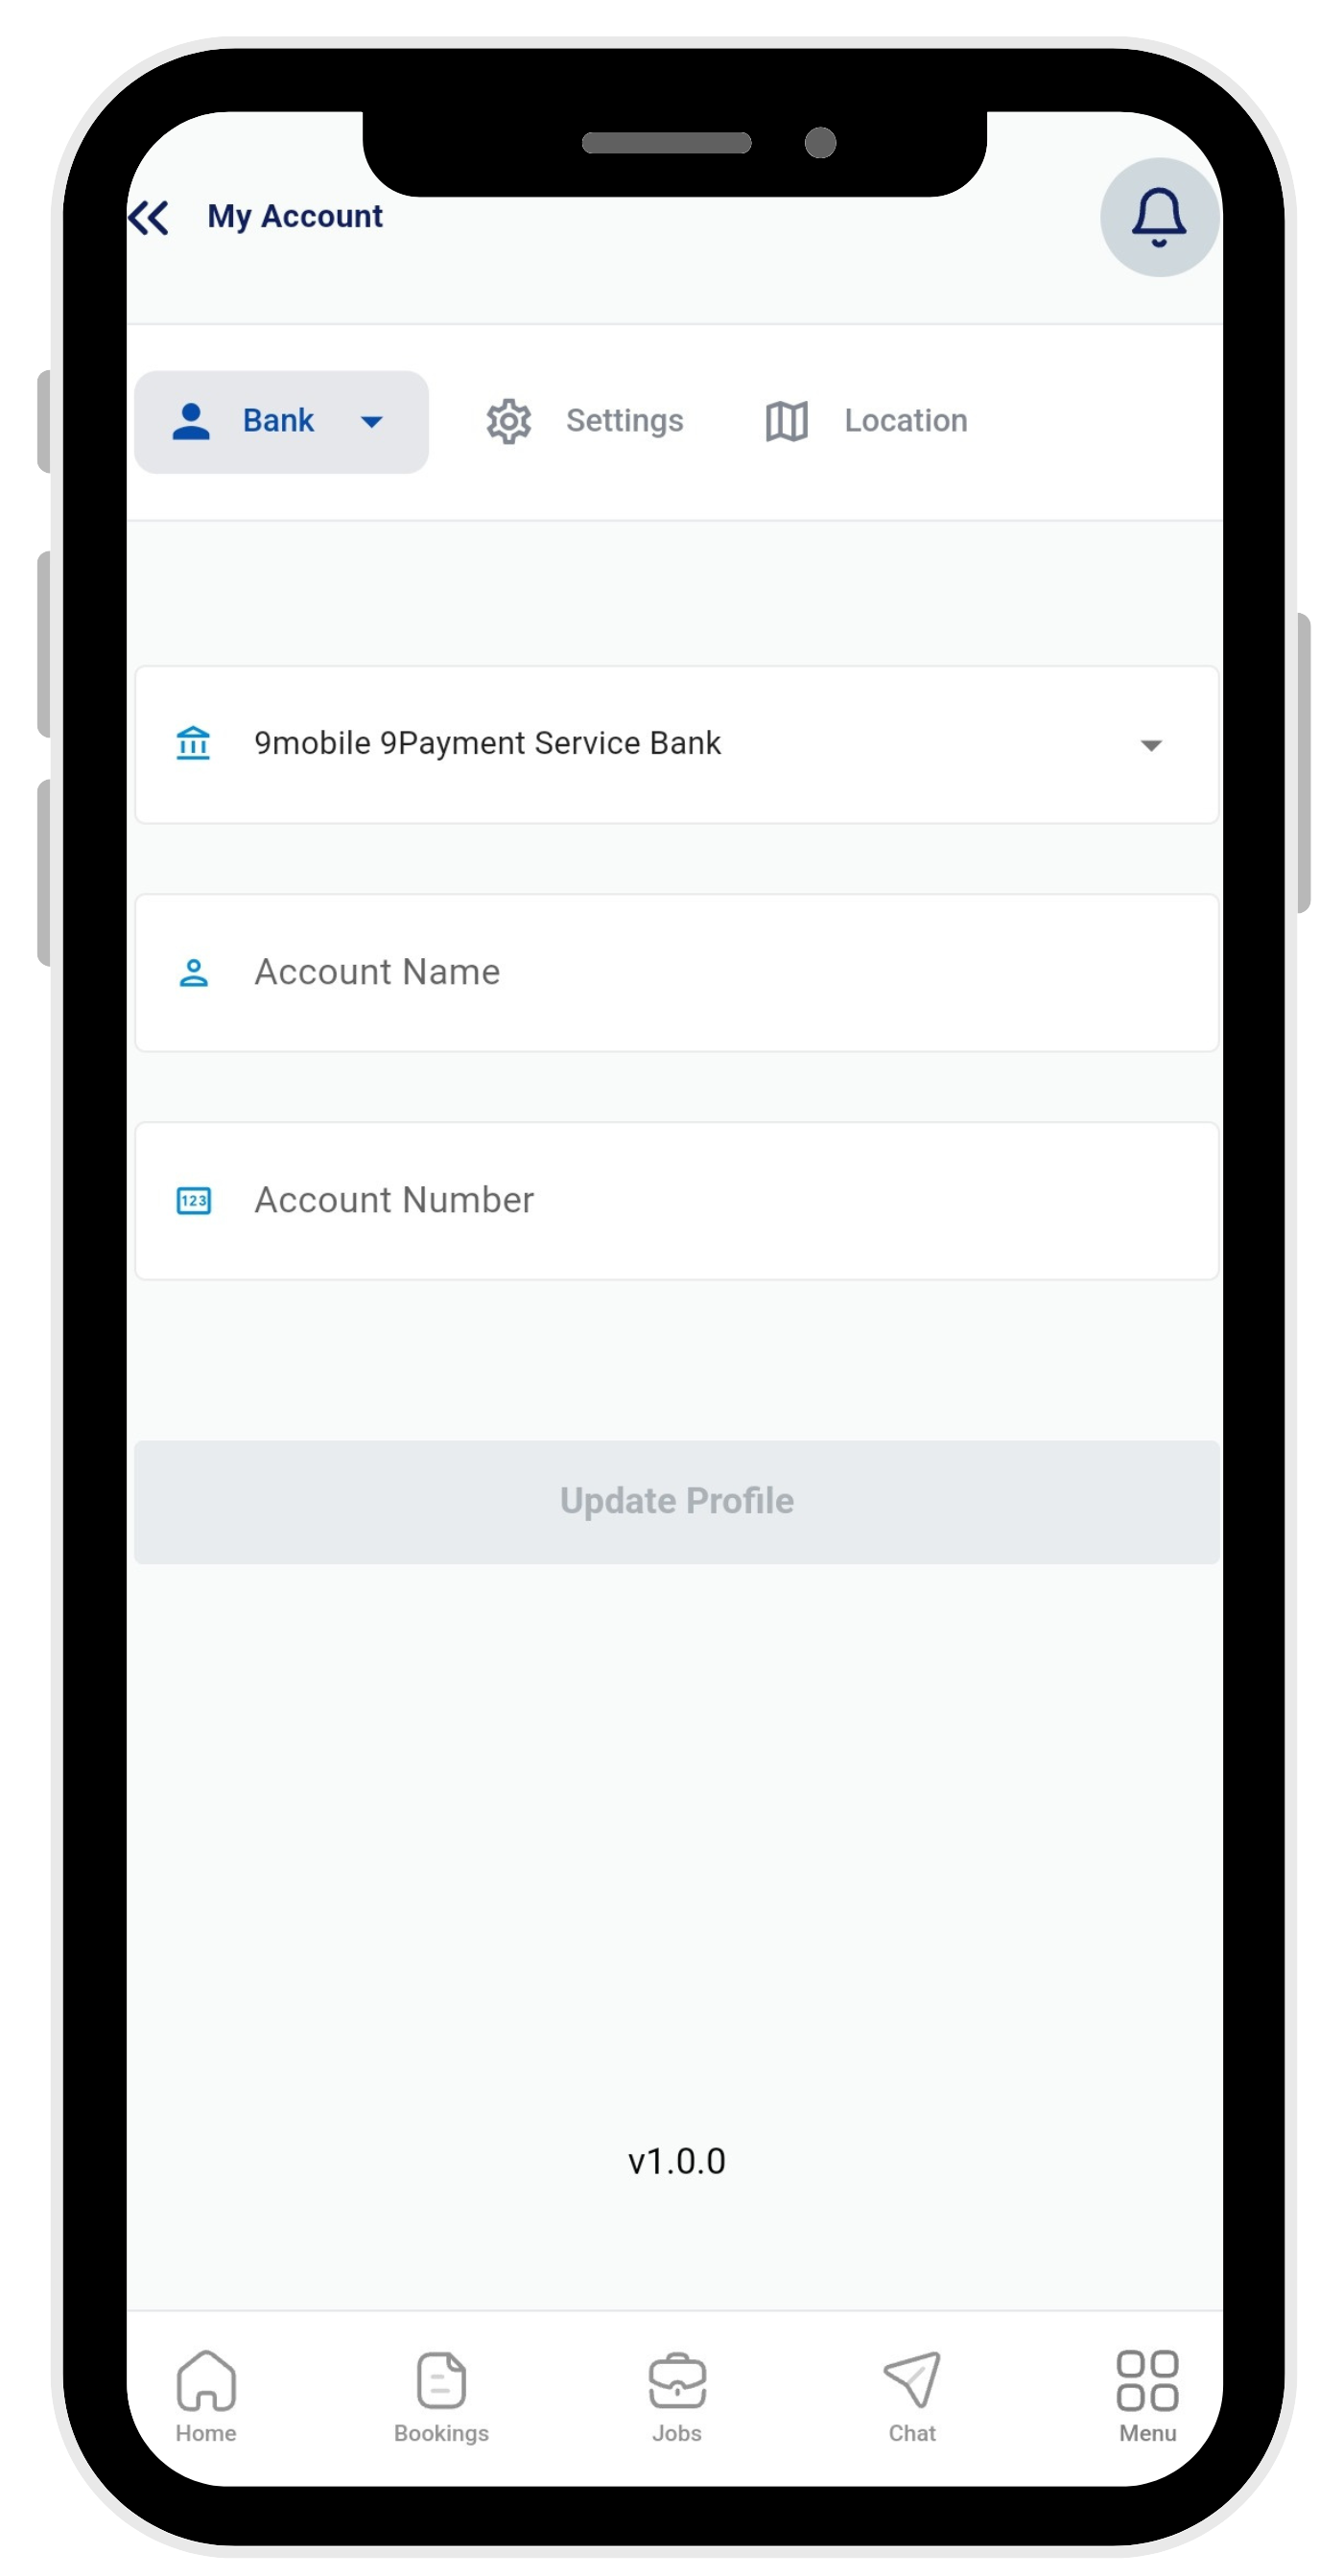 My Account
Bank Settings Location
9mobile 9Payment Service Bank
Account Name
123 Account Number
Update Profile
v1.0.0
Home Bookings Jobs Chat Menu